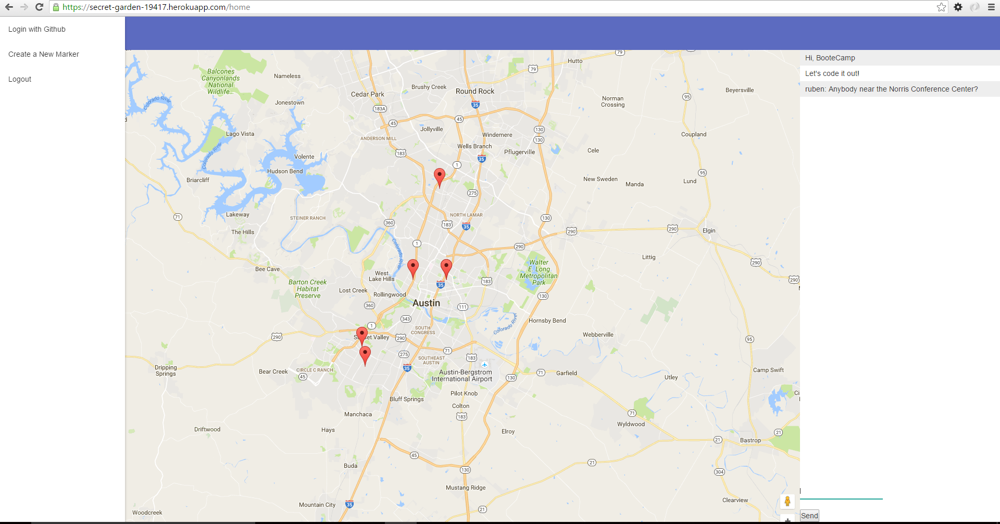 https://secret-garden-19417.herokuapp.com/home
Login with Github
Create a New Marker
Logout
Hi, BooteCamp
Let's code it out!
ruben: Anybody near the Norris Conference Center?
Send
79
Hutto
79
Balcones
Canyonlands
National
Wildlife...
Nameless
Brushy Creek
Round Rock
Beyersville
Cedar Park
95
Norman
Crossing
Colorado River
Jonestown
35
183A
45
45
Jollyville
130
Lago Vista
Windemere
Coupland
ANDERSON MILL
130
Wells Branch
Colorado River
183
Pflugerville
Cele
Volente
35
1
Hudson Bend
95
Briarcliff
New Sweden
Manda
Lund
275
Lakeway
71
STEINER RANCH
NORTH LAMAR
130
360
183
35
290
290
Elgin
The Hills
1
290
Colorado River
Littig
290
Bee Cave
West
Lake Hills
Walter
E. Long
Metropolitan
Park
290
Barton Creek
Habitat
Preserve
Lost Creek
35
183
Rollingwood
130
Austin
360
111
343
Hornsby Bend
Colorado River
1
SOUTH
CONGRESS
Webberville
290
Sunset Valley
290
95
71
275
SOUTHEAST
AUSTIN
183
Dripping
Springs
Bear Creek
CIRCLE C RANCH
45
35
Austin-Bergstrom
International Airport
130
71
Garfield
Utley
Camp Swift
Pilot Knob
Bluff Springs
Colton
183
Manchaca
71
Wyldwood
Driftwood
Hays
Elroy
21
21
Bastrop
45
Buda
21
130
304
Mustang Ridge
Mountain City
35
21
Clearview
Woodcreek